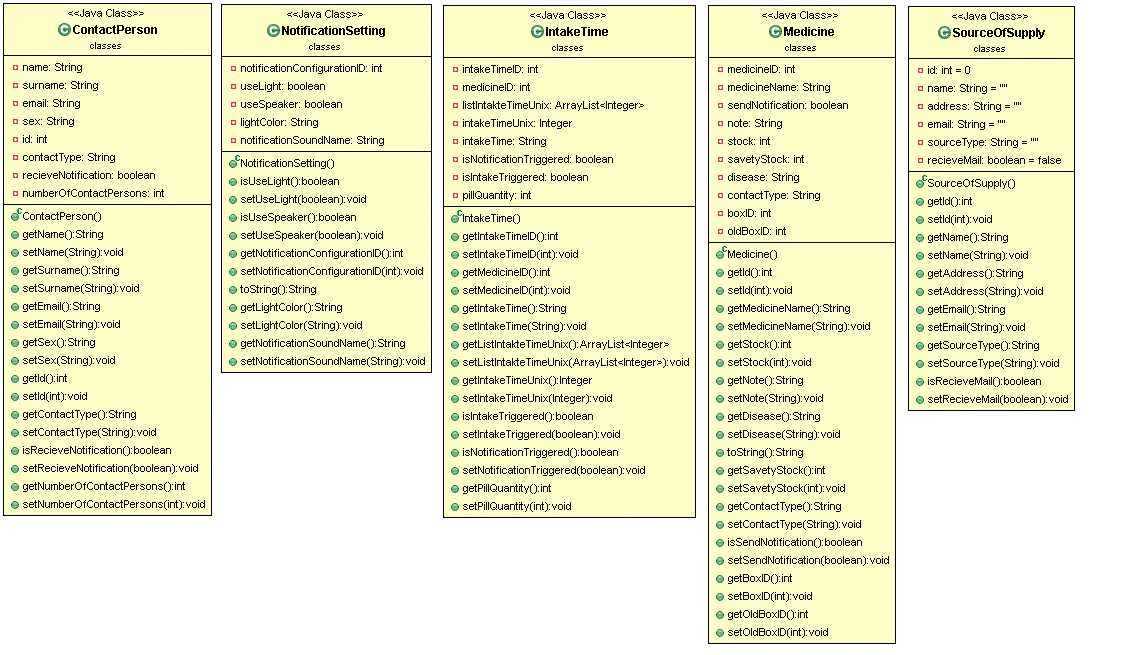 <<Java Class>>
ContactPerson
classes
name: String
surname: String
email: String
sex: String
id: int
contactType: String
recieveNotification: boolean
numberOfContactPersons: int
ContactPerson()
getName():String
setName(String):void
getSurname():String
setSurname(String):void
getEmail():String
setEmail(String):void
getSex():String
setSex(String):void
getId():int
setId(int):void
getContactType():String
setContactType(String):void
isRecieveNotification():boolean
setRecieveNotification(boolean):void
getNumberOfContactPersons():int
setNumberOfContactPersons(int):void
<<Java Class>>
NotificationSetting
classes
notificationConfigurationID: int
useLight: boolean
useSpeaker: boolean
lightColor: String
notificationSoundName: String
NotificationSetting()
isUseLight():boolean
setUseLight(boolean):void
isUseSpeaker():boolean
setUseSpeaker(boolean):void
getNotificationConfigurationID():int
setNotificationConfigurationID(int):void
toString():String
getLightColor():String
setLightColor(String):void
getNotificationSoundName():String
setNotificationSoundName(String):void
<<Java Class>>
IntakeTime
classes
intakeTimeID: int
medicineID: int
listIntakteTimeUnix: ArrayList<Integer>
intakeTimeUnix: Integer
intakeTime: String
isNotificationTriggered: boolean
isIntakeTriggered: boolean
pillQuantity: int
IntakeTime()
getIntakeTimeID():int
setIntakeTimeID(int):void
getMedicineID():int
setMedicineID(int):void
getIntakeTime():String
setIntakeTime(String):void
getListIntakteTimeUnix():ArrayList<Integer>
setListIntakteTimeUnix(ArrayList<Integer>):void
getIntakeTimeUnix():Integer
setIntakeTimeUnix(Integer):void
isIntakeTriggered():boolean
setIntakeTriggered(boolean):void
isNotificationTriggered():boolean
setNotificationTriggered(boolean):void
getPillQuantity():int
setPillQuantity(int):void
<<Java Class>>
Medicine
classes
medicineID: int
medicineName: String
sendNotification: boolean
note: String
stock: int
savetyStock: int
disease: String
contactType: String
boxID: int
oldBoxID: int
Medicine()
getId():int
setId(int):void
getMedicineName():String
setMedicineName(String):void
getStock():int
setStock(int):void
getNote():String
setNote(String):void
getDisease():String
setDisease(String):void
toString():String
getSavetyStock():int
setSavetyStock(int):void
getContactType():String
setContactType(String):void
isSendNotification():boolean
setSendNotification(boolean):void
getBoxID():int
setBoxID(int):void
getOldBoxID():int
setOldBoxID(int):void
<<Java Class>>
SourceOfSupply
classes
id: int = 0
name: String = ""
address: String = ""
email: String = ""
sourceType: String = ""
recieveMail: boolean = false
SourceOfSupply()
getId():int
setId(int):void
getName():String
setName(String):void
getAddress():String
setAddress(String):void
getEmail():String
setEmail(String):void
getSourceType():String
setSourceType(String):void
isRecieveMail():boolean
setRecieveMail(boolean):void